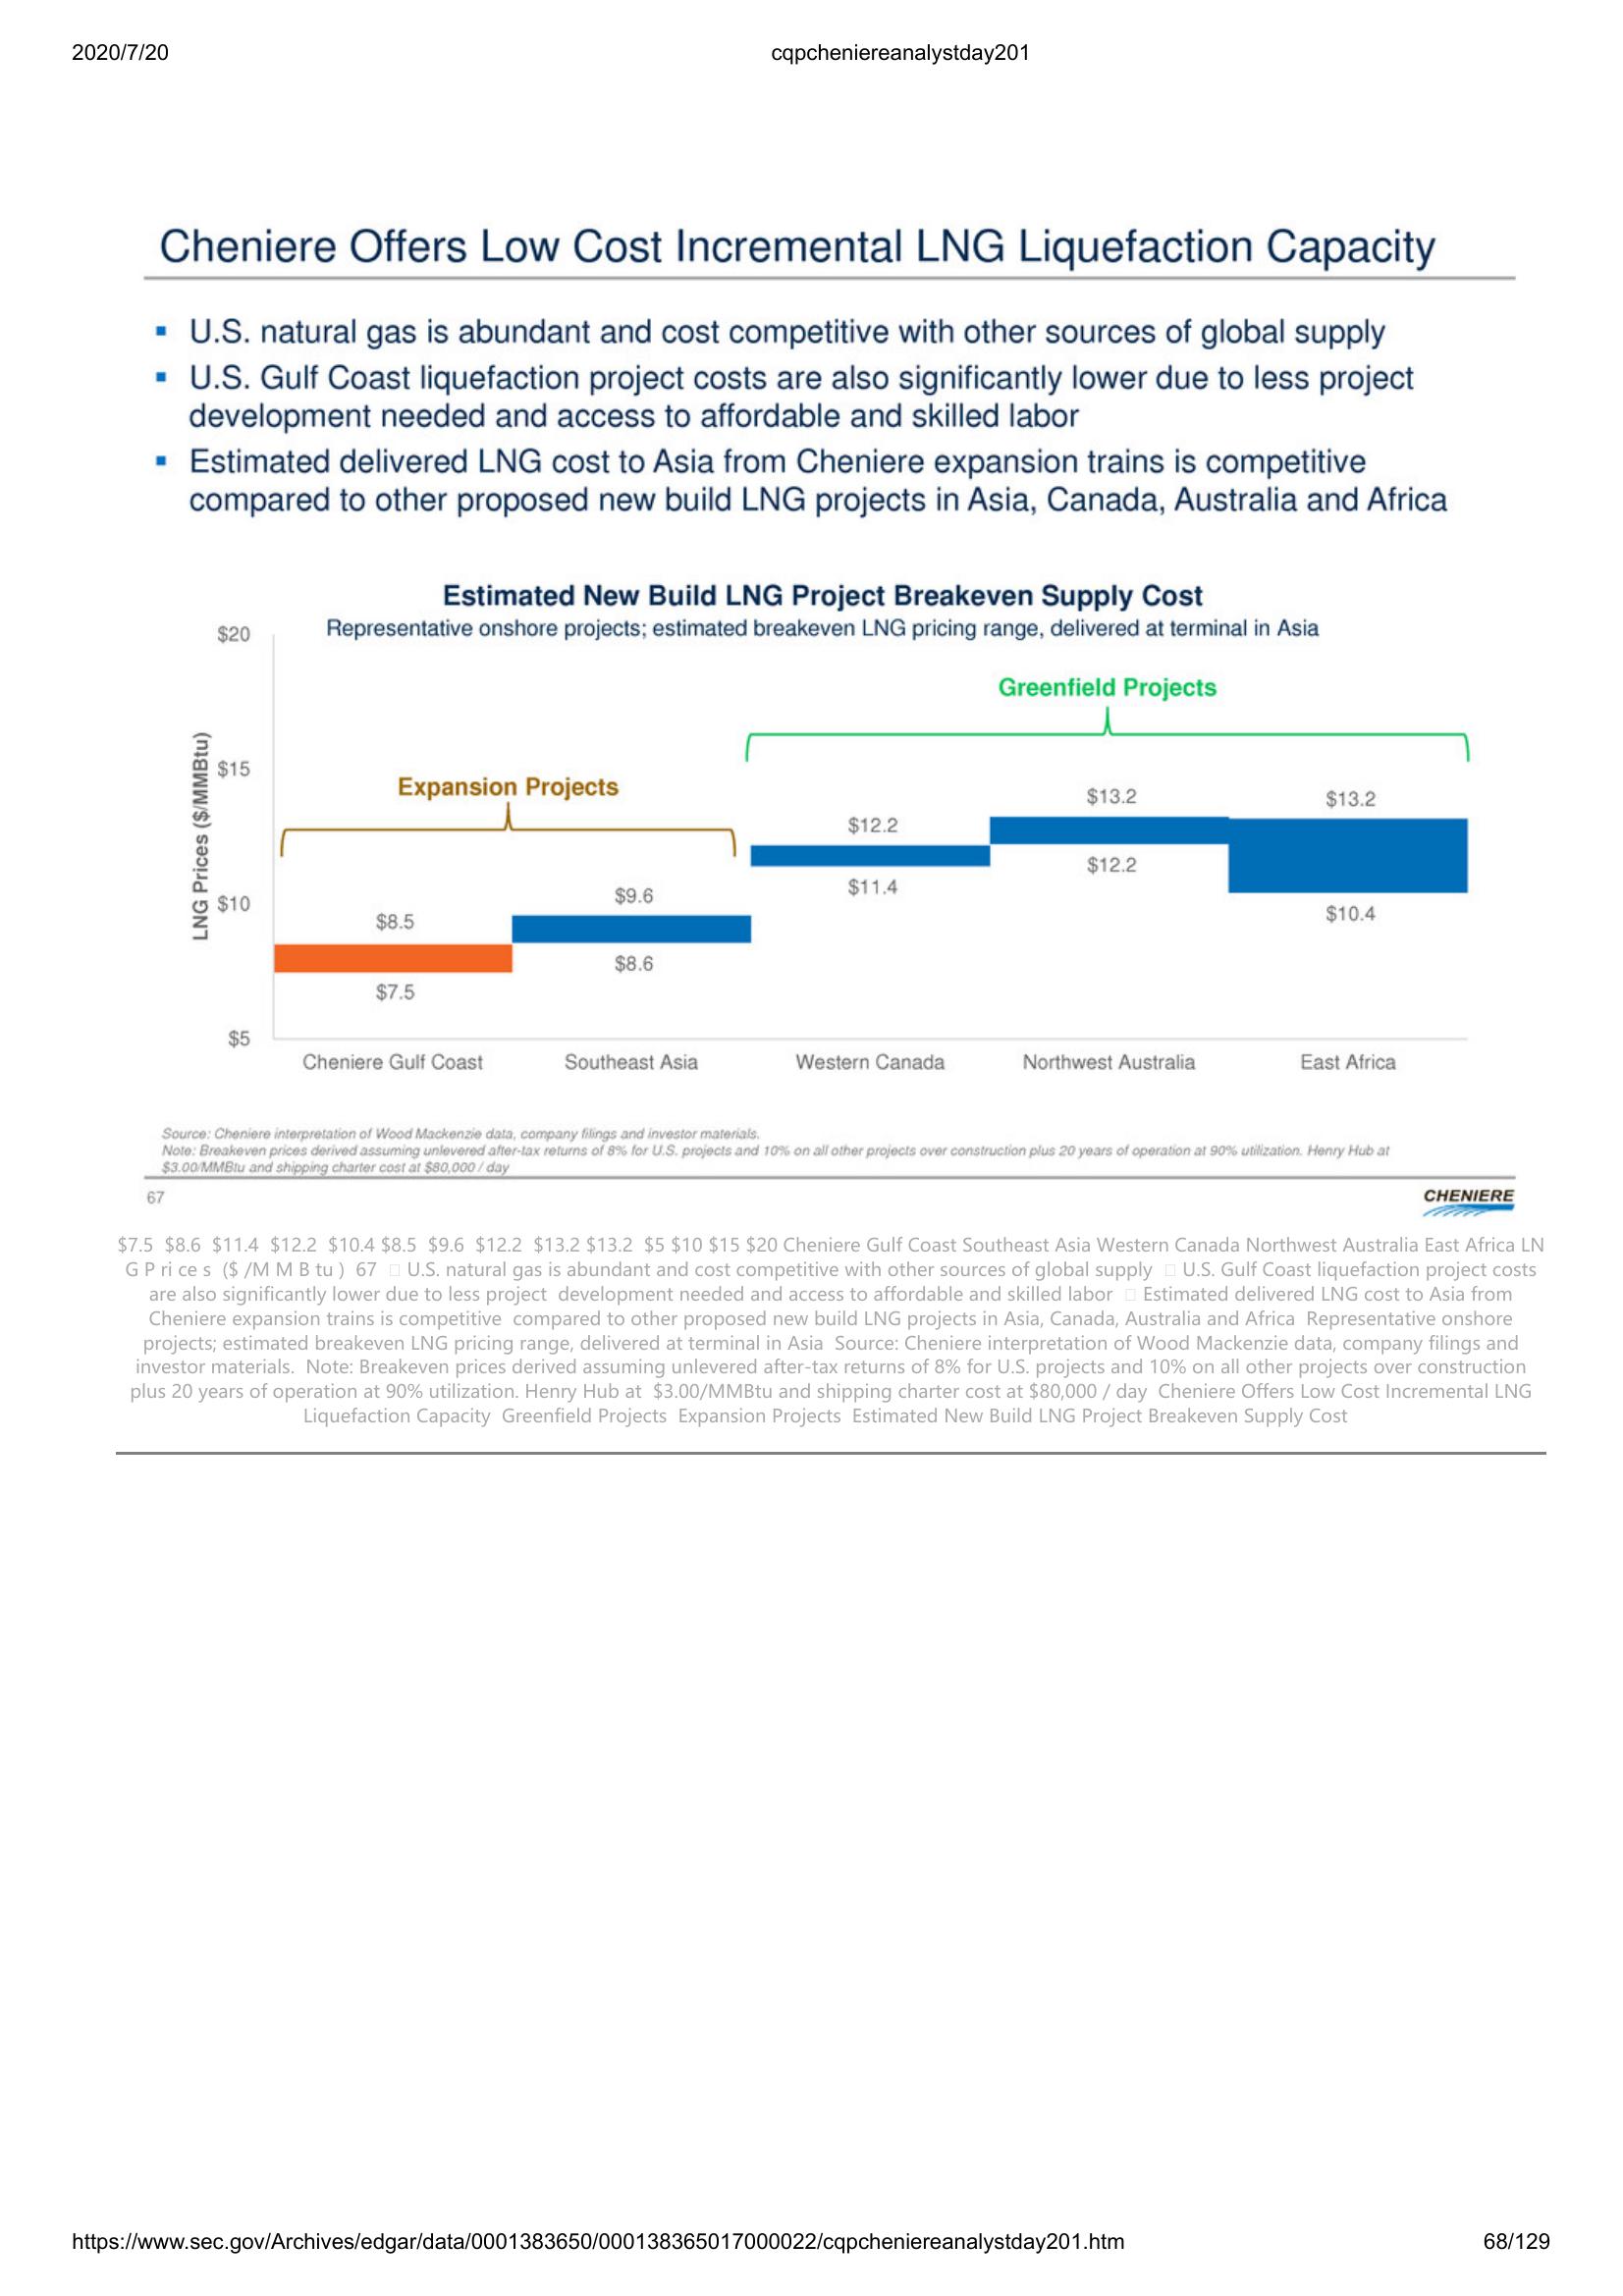 2020/7/20
cqpcheniereanalystday201
Cheniere Offers Low Cost Incremental LNG Liquefaction Capacity
▪ U.S. natural gas is abundant and cost competitive with other sources of global supply
▪ U.S. Gulf Coast liquefaction project costs are also significantly lower due to less project
development needed and access to affordable and skilled labor
▪ Estimated delivered LNG cost to Asia from Cheniere expansion trains is competitive
compared to other proposed new build LNG projects in Asia, Canada, Australia and Africa
Estimated New Build LNG Project Breakeven Supply Cost
Representative onshore projects; estimated breakeven LNG pricing range, delivered at terminal in Asia
LNG Prices ($/MMBtu)
$20
$15
$10
$5
Expansion Projects
Greenfield Projects
$8.5
$7.5
$9.6
$8.6
$12.2
$11.4
$13.2
$12.2
$13.2
$10.4
Cheniere Gulf Coast
Southeast Asia
Western Canada
Northwest Australia
East Africa
Source: Cheniere interpretation of Wood Mackenzie data, company filings and investor materials.
Note: Breakeven prices derived assuming unlevered after-tax returns of 8% for U.S. projects and 10% on all other projects over construction plus 20 years of operation at 90% utilization. Henry Hub at
$3.00/MMBtu and shipping charter cost at $80,000 / day
67
CHENIERE
$7.5 $8.6 $11.4 $12.2 $10.4 $8.5 $9.6 $12.2 $13.2 $13.2 $5 $10 $15 $20 Cheniere Gulf Coast Southeast Asia Western Canada Northwest Australia East Africa LN
G P ri ce s ($ /M M B tu ) 67 □ U.S. natural gas is abundant and cost competitive with other sources of global supply □ U.S. Gulf Coast liquefaction project costs
are also significantly lower due to less project development needed and access to affordable and skilled labor □ Estimated delivered LNG cost to Asia from
Cheniere expansion trains is competitive compared to other proposed new build LNG projects in Asia, Canada, Australia and Africa Representative onshore
projects; estimated breakeven LNG pricing range, delivered at terminal in Asia Source: Cheniere interpretation of Wood Mackenzie data, company filings and
investor materials. Note: Breakeven prices derived assuming unlevered after-tax returns of 8% for U.S. projects and 10% on all other projects over construction
plus 20 years of operation at 90% utilization. Henry Hub at $3.00/MMBtu and shipping charter cost at $80,000 / day Cheniere Offers Low Cost Incremental LNG
Liquefaction Capacity Greenfield Projects Expansion Projects Estimated New Build LNG Project Breakeven Supply Cost
https://www.sec.gov/Archives/edgar/data/0001383650/000138365017000022/cqpcheniereanalystday201.htm
68/129